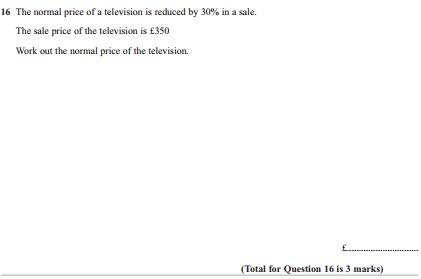 16 The normal price of a television is reduced by 30% in a sale.
The sale price of the television is £350
Work out the normal price of the television.
£..............................
(Total for Question 16 is 3 marks)